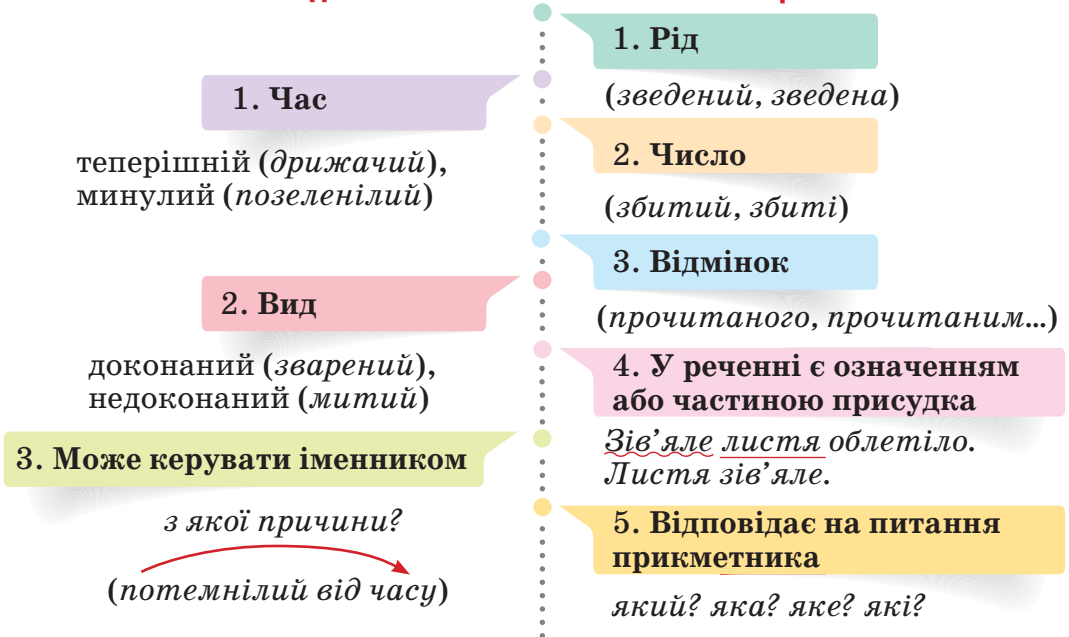 1. Час
теперішній (дрижачий),
минулий (позеленілий)
2. Вид
доконаний (зварений),
недоконаний (митий)
3. Може керувати іменником
з якої причини?
(потемнілий від часу)
1. Рід
(зведений, зведена)
2. Число
(збитий, збиті)
3. Відмінок
(прочитаного, прочитаним...)
4. У реченні є означенням
або частиною присудка
Зів’яле листя облетіло.
Листя зів’яле.
5. Відповідає на питання
прикметника
який? яка? яке? які?